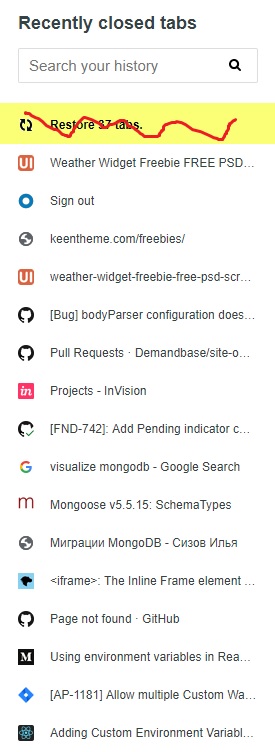 Recently closed tabs
Search your history
Restore 37 tabs.
Weather Widget Freebie FREE PSD...
Sign out
keentheme.com/freebies/
weather-widget-freebie-free-psd-scr...
[Bug] bodyParser configuration does...
Pull Requests · Demandbase/site-o...
in Projects - InVision
[FND-742]: Add Pending indicator c...
G visualize mongodb - Google Search
m Mongoose v5.5.15: SchemaTypes
Миграции MongoDB - Сизов Илья
<iframe>: The Inline Frame element ...
Page not found · GitHub
M Using environment variables in Rea...
[AP-1181] Allow multiple Custom Wa...
Adding Custom Environment Variabl...